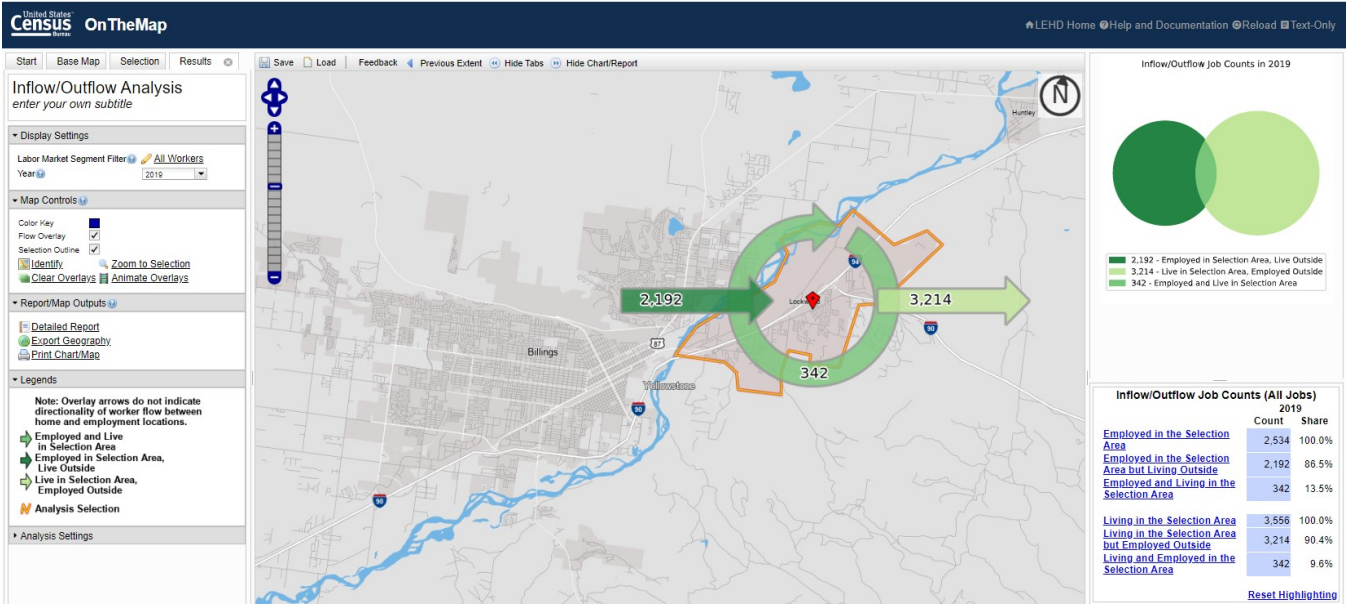 United States®
Census
Bureau
OnTheMap
LEHD Home Help and Documentation Reload Text-Only
Start Base Map Selection Results
Save Load Feedback Previous Extent Hide Tabs Hide Chart/Report
Inflow/Outflow Analysis
enter your own subtitle
Display Settings
Labor Market Segment Filter All Workers
Year 2019
Map Controls
Color Key
Flow Overlay
Selection Outline
Identify Zoom to Selection
Clear Overlays Animate Overlays
Report/Map Outputs
Detailed Report
Export Geography
Print Chart/Map
Legends
Note: Overlay arrows do not indicate
directionality of worker flow between
home and employment locations.
Employed and Live
in Selection Area
Employed in Selection Area,
Live Outside
Live in Selection Area,
Employed Outside
Analysis Selection
Analysis Settings
N
Huntley
94
2,192
Lockwood
3,214
90
87
Billings
342
Yellowstone
90
90
Inflow/Outflow Job Counts in 2019
2,192 - Employed in Selection Area, Live Outside
3,214 - Live in Selection Area, Employed Outside
342 - Employed and Live in Selection Area
Inflow/Outflow Job Counts (All Jobs)
2019
Count Share
Employed in the Selection
Area 2,534 100.0%
Employed in the Selection
Area but Living Outside 2,192 86.5%
Employed and Living in the
Selection Area 342 13.5%
Living in the Selection Area 3,556 100.0%
Living in the Selection Area
but Employed Outside 3,214 90.4%
Living and Employed in the
Selection Area 342 9.6%
Reset Highlighting